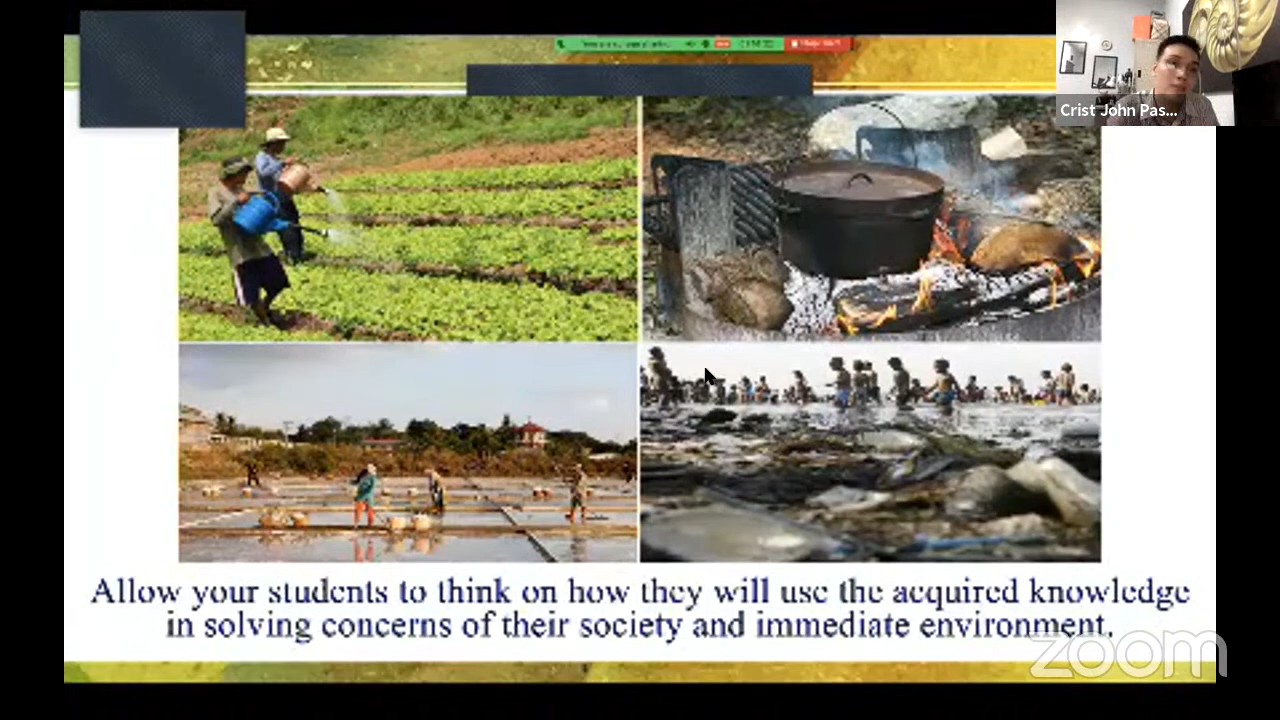 Crist John Pas...
Allow your students to think on how they will use the acquired knowledge
in solving concerns of their society and immediate environment.
zoom